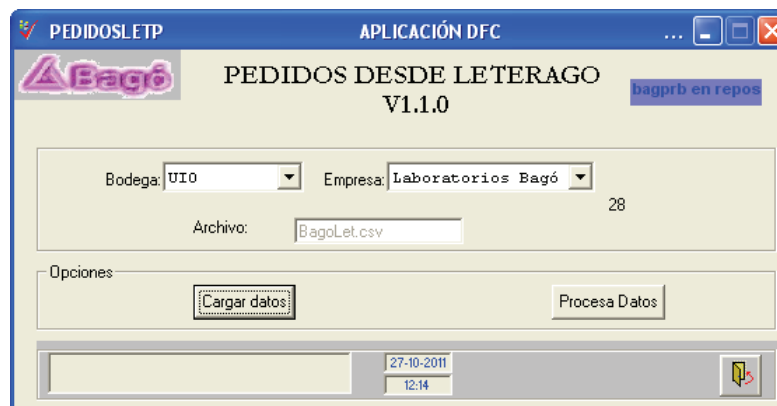 PEDIDOSLETP APLICACIÓN DFC ...
Bagó
PEDIDOS DESDE LETERAGO
V1.1.0
bagprb en repos
Bodega: UIO Empresa: Laboratorios Bagó
28
Archivo: BagoLet.csv
Opciones
Cargar datos Procesa Datos
27-10-2011
12:14